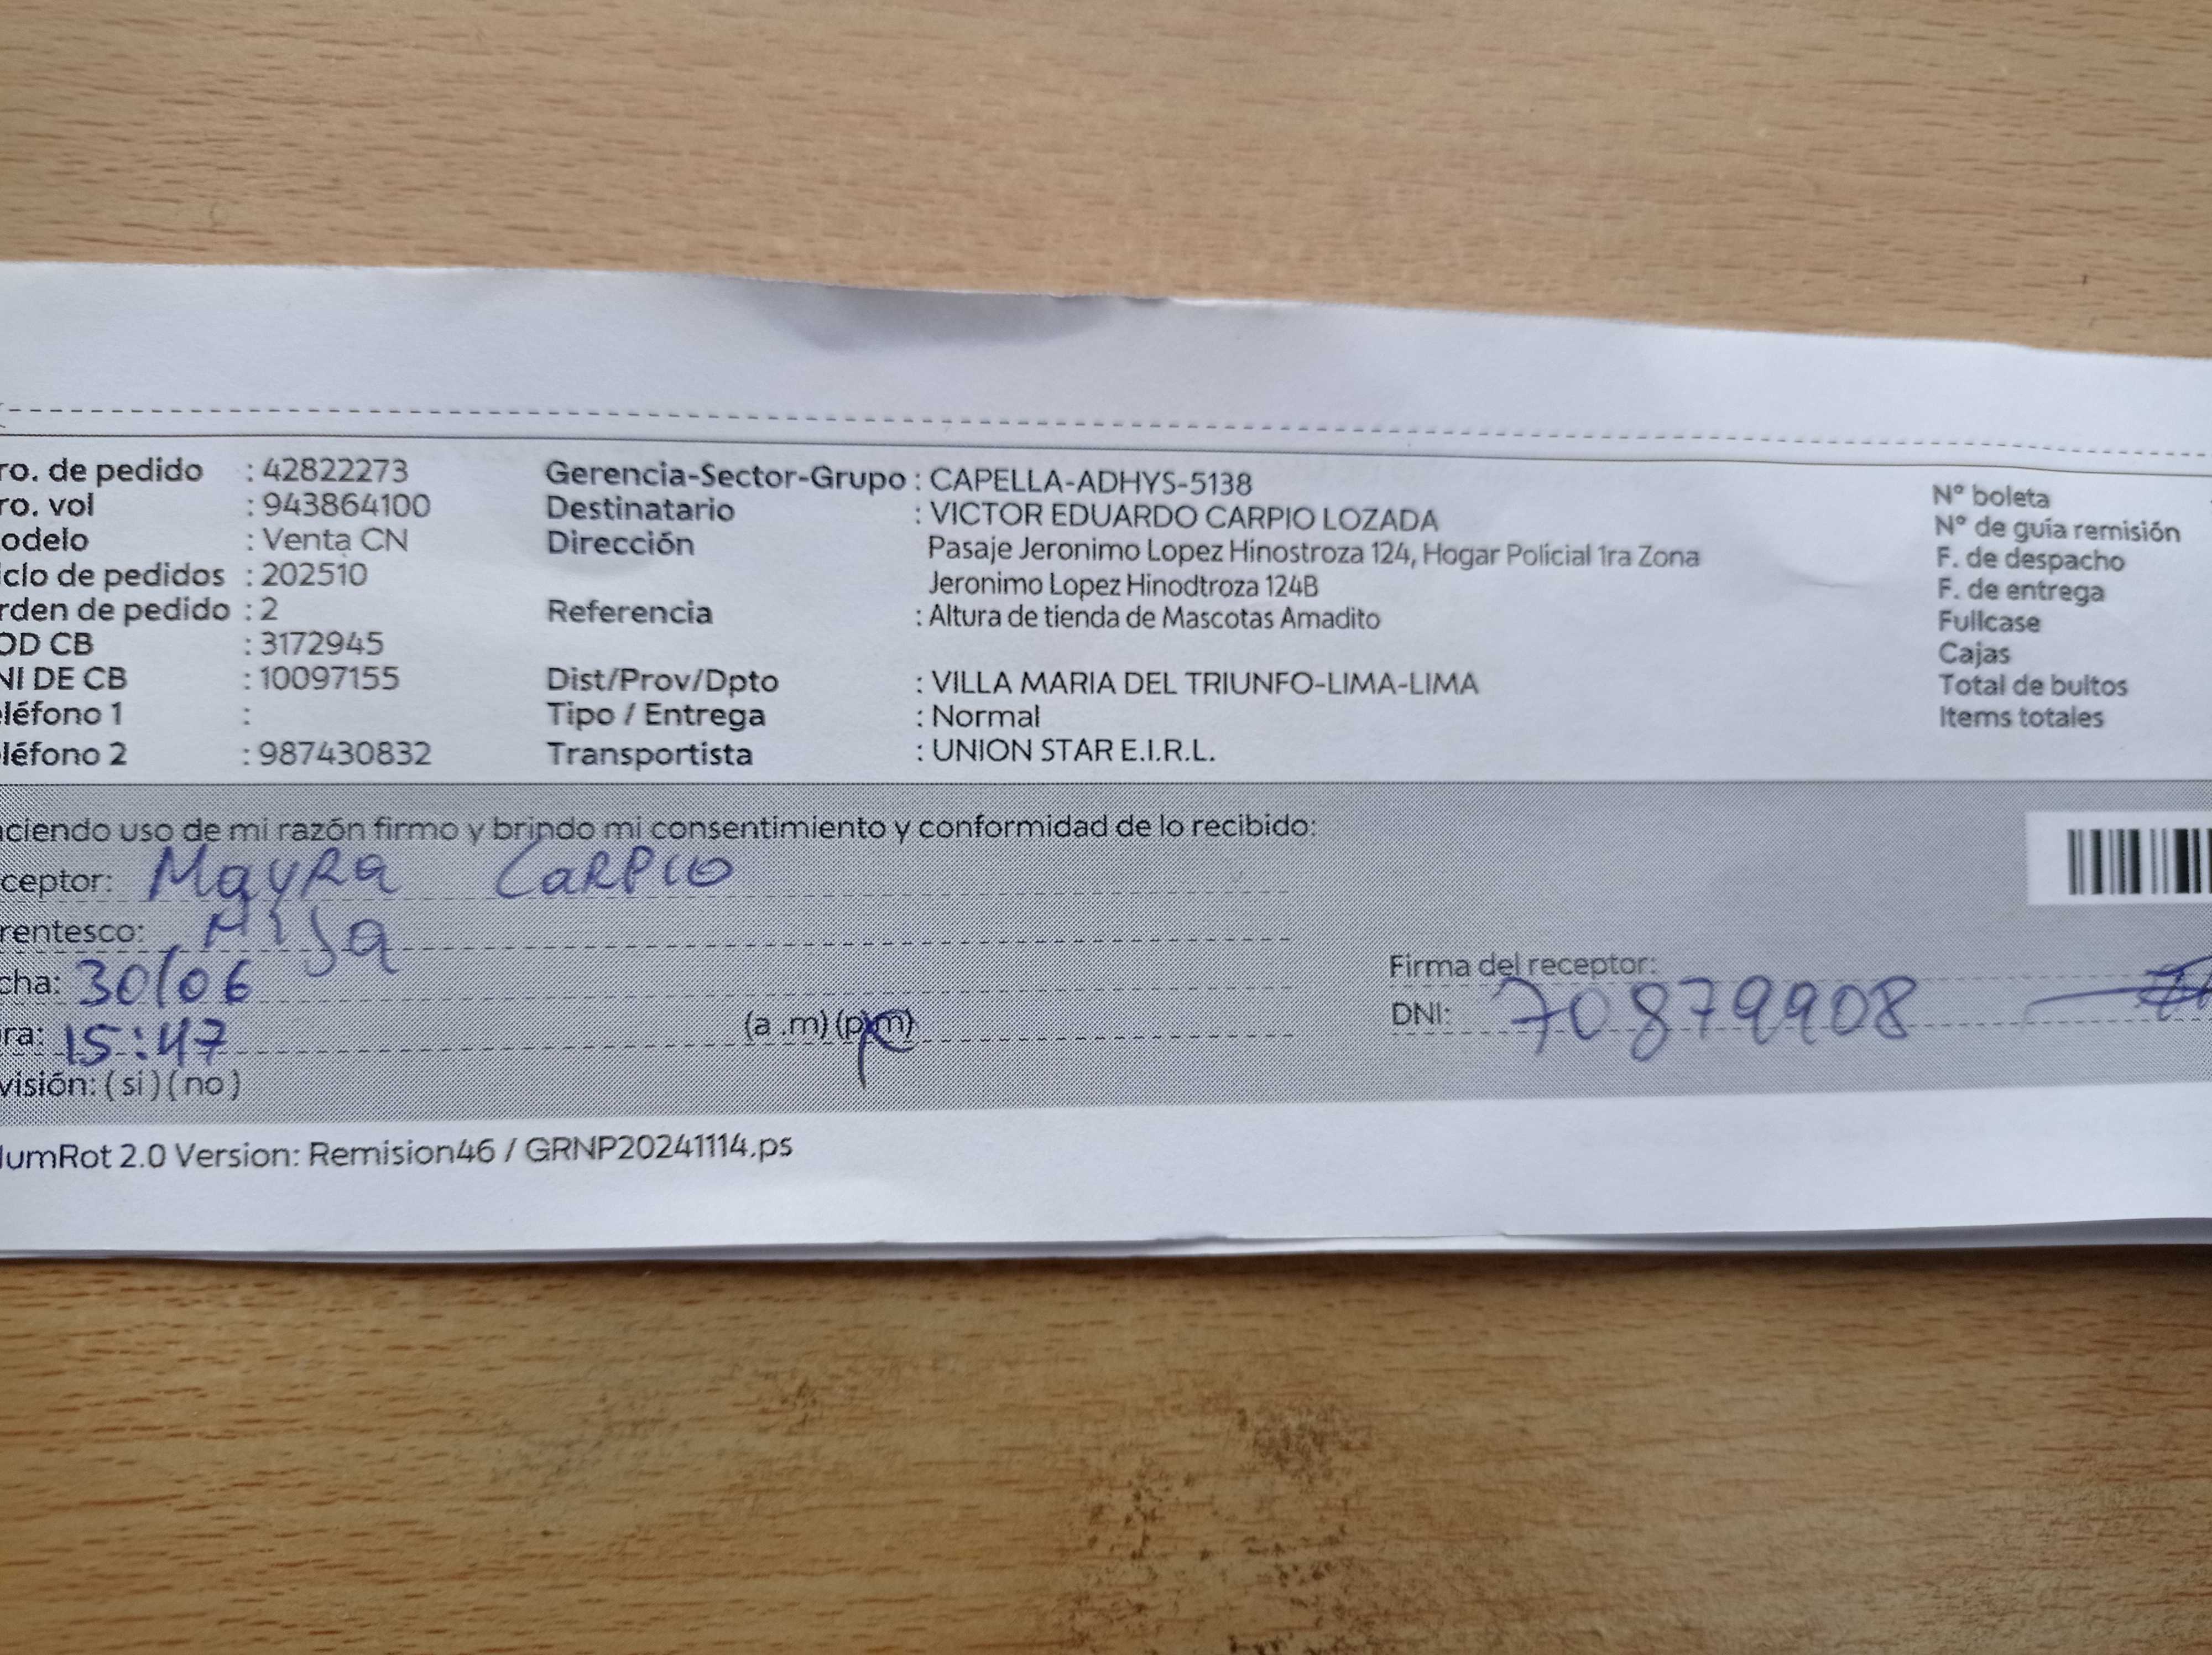 ro. de pedido : 42822273
ro. vol : 943864100
odelo : Venta CN
clo de pedidos : 202510
rden de pedido : 2
OD CB : 3172945
NI DE CB : 10097155
léfono 1 :
léfono 2 : 987430832
Gerencia-Sector-Grupo : CAPELLA-ADHYS-5138
Destinatario : VICTOR EDUARDO CARPIO LOZADA
Dirección Pasaje Jeronimo Lopez Hinostroza 124, Hogar Policial 1ra Zona
Jeronimo Lopez Hinodtroza 124B
Referencia : Altura de tienda de Mascotas Amadito
Dist/Prov/Dpto : VILLA MARIA DEL TRIUNFO-LIMA-LIMA
Tipo / Entrega : Normal
Transportista : UNION STAR E.I.R.L.
N° boleta
N° de guía remisión
F. de despacho
F. de entrega
Fullcase
Cajas
Total de bultos
Items totales
aciendo uso de mi razón firmo y brindo mi consentimiento y conformidad de lo recibido:
ceptor: Mayra Carpio
rentesco: Hija
cha: 30/06
ra: 15:47 (a .m) (p.m)
visión: ( si ) ( no )
Firma del receptor:
DNI: 70879908
NumRot 2.0 Version: Remision46 / GRNP20241114.ps